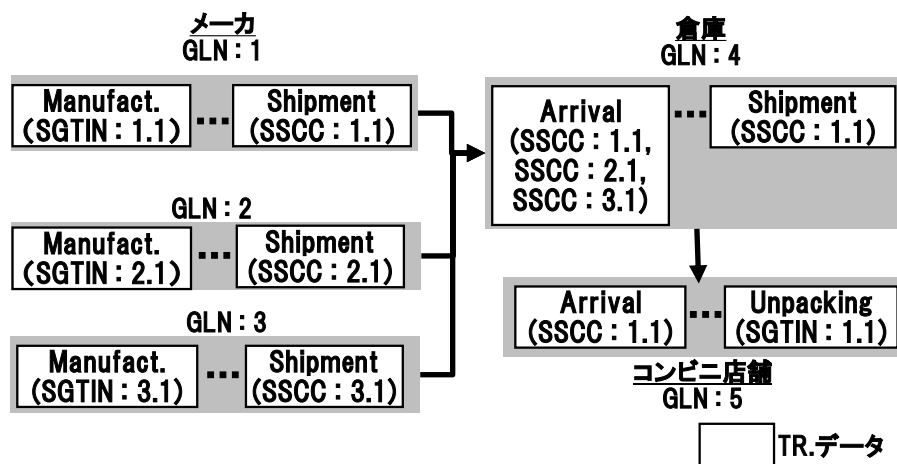 メーカ
GLN：1
Manufact.
(SGTIN：1.1)
...
Shipment
(SSCC：1.1)
GLN：2
Manufact.
(SGTIN：2.1)
...
Shipment
(SSCC：2.1)
GLN：3
Manufact.
(SGTIN：3.1)
...
Shipment
(SSCC：3.1)
倉庫
GLN：4
Arrival
(SSCC：1.1,
SSCC：2.1,
SSCC：3.1)
...
Shipment
(SSCC：1.1)
Arrival
(SSCC：1.1)
...
Unpacking
(SGTIN：1.1)
コンビニ店舗
GLN：5
TR.データ